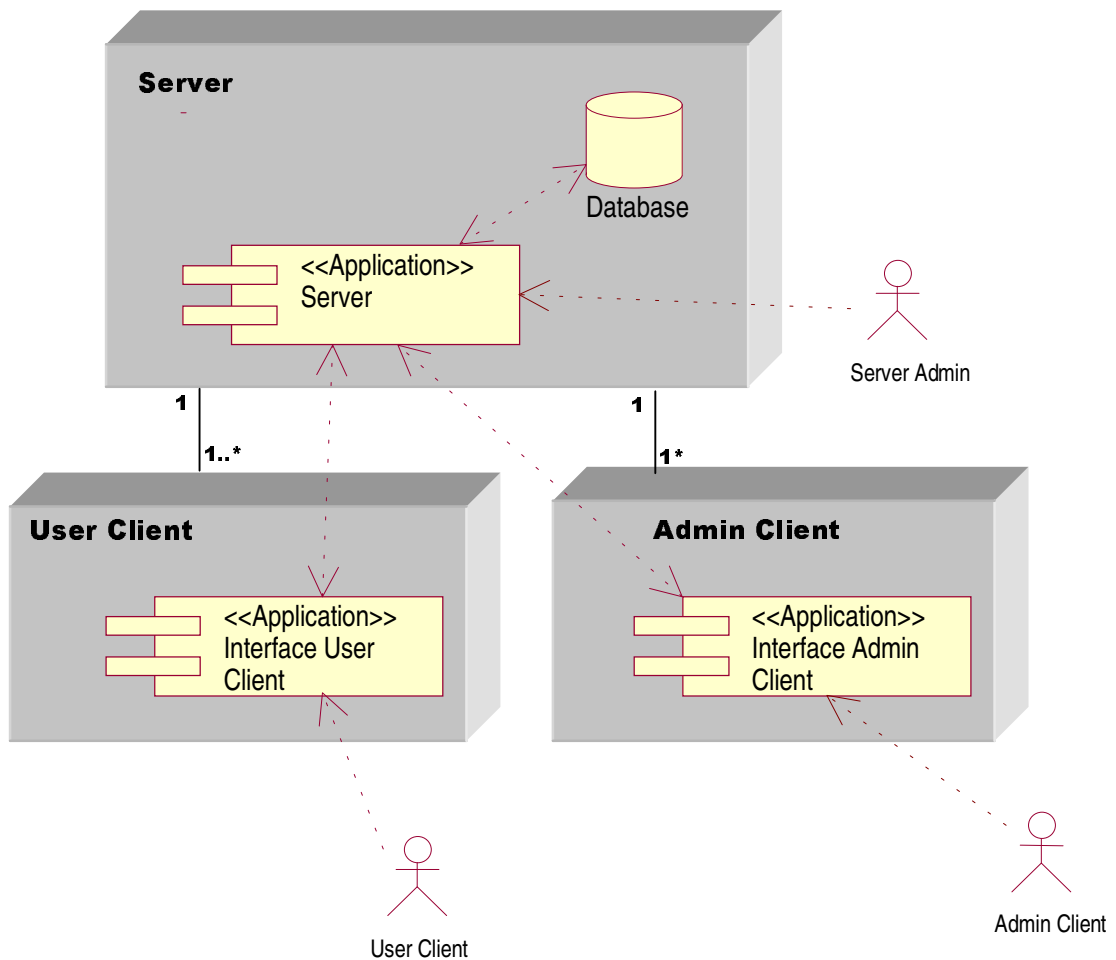 Server
Database
<<Application>>
Server
Server Admin
1
1
1..*
1*
User Client
Admin Client
<<Application>>
Interface User
Client
<<Application>>
Interface Admin
Client
User Client
Admin Client